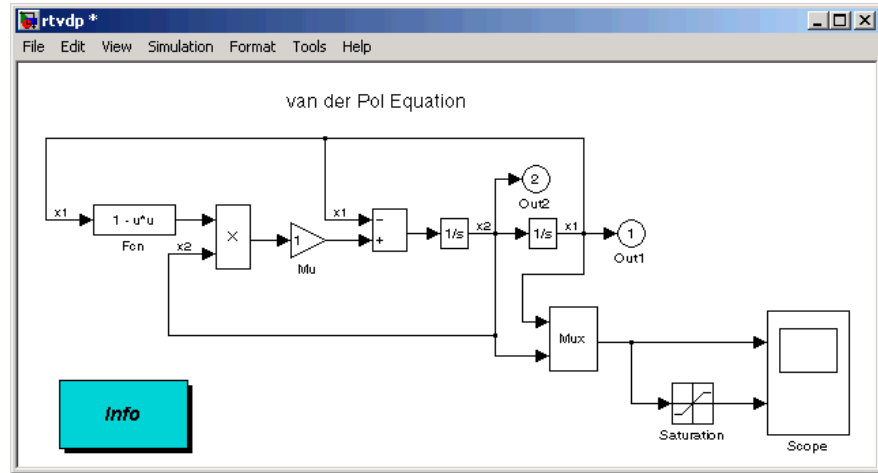 rtvdp *
File Edit View Simulation Format Tools Help
van der Pol Equation
2
Out2
x1
1 - u*u
Fcn
x2
×
1
Mu
x1
−
+
1/s
x2
1/s
x1
1
Out1
Mux
Info
Saturation
Scope